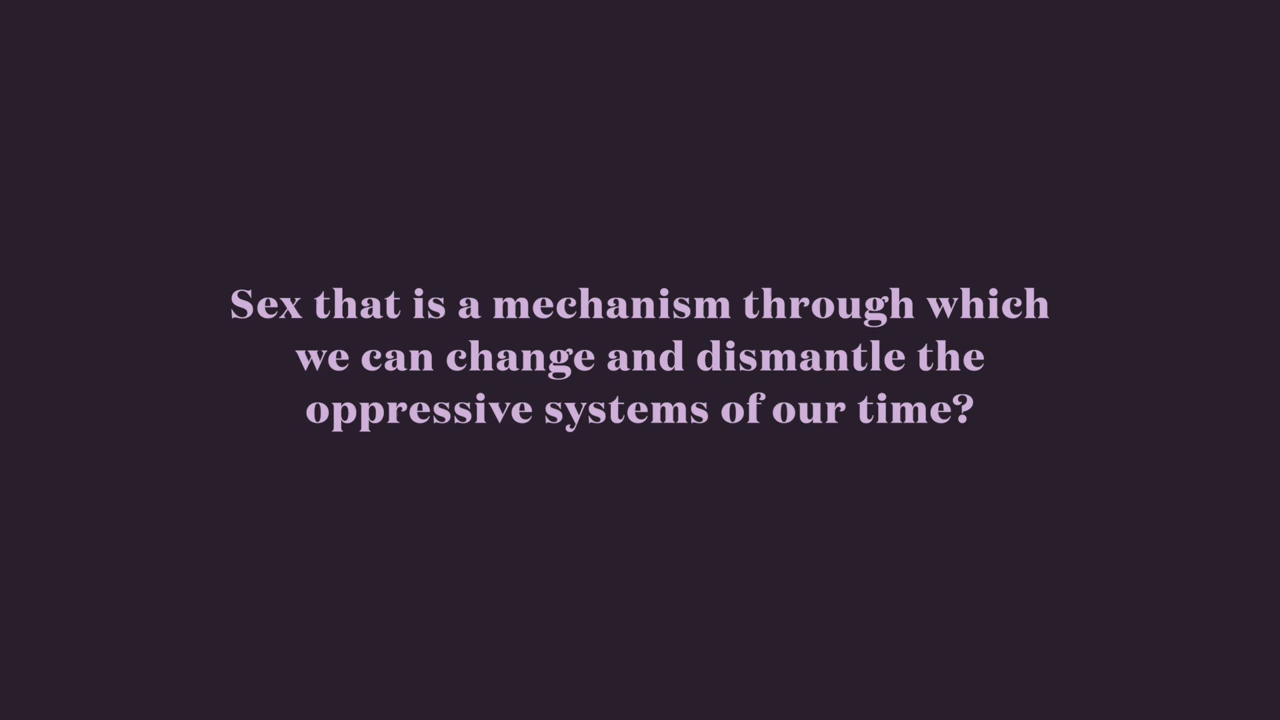 Sex that is a mechanism through which
we can change and dismantle the
oppressive systems of our time?